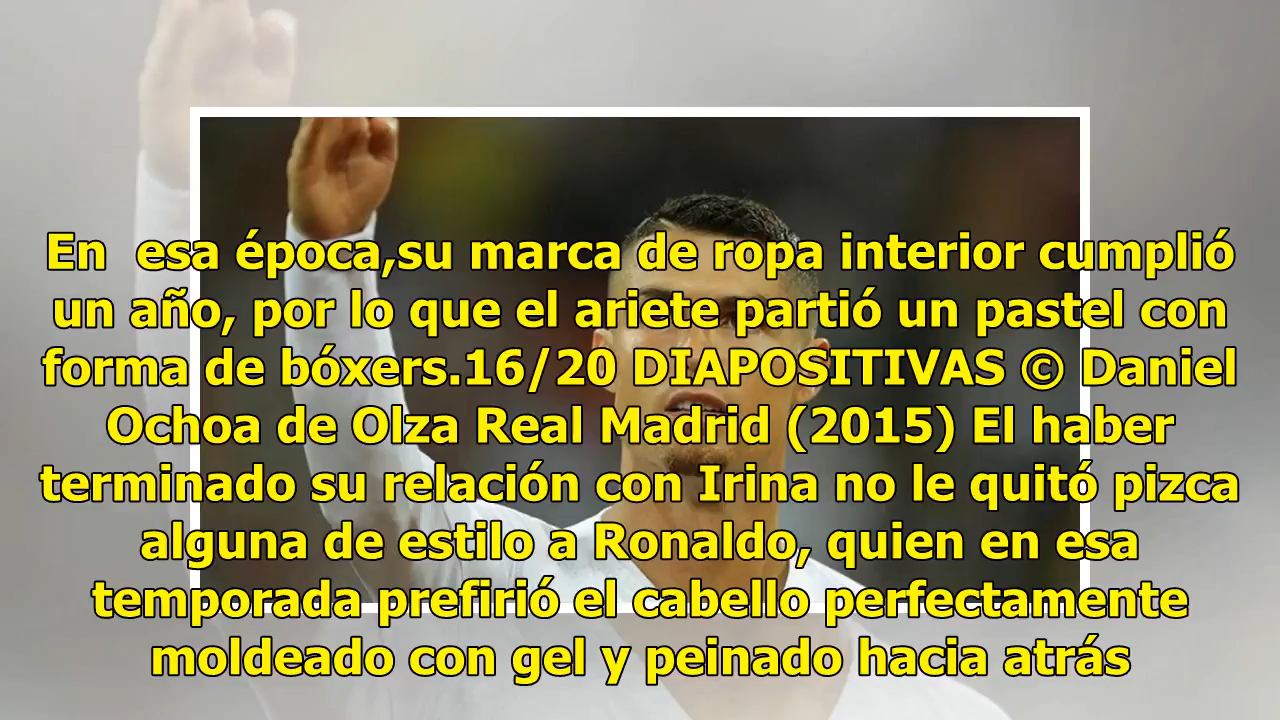 En  esa época,su marca de ropa interior cumplió
un año, por lo que el ariete partió un pastel con
forma de bóxers.16/20 DIAPOSITIVAS © Daniel
Ochoa de Olza Real Madrid (2015) El haber
terminado su relación con Irina no le quitó pizca
alguna de estilo a Ronaldo, quien en esa
temporada prefirió el cabello perfectamente
moldeado con gel y peinado hacia atrás